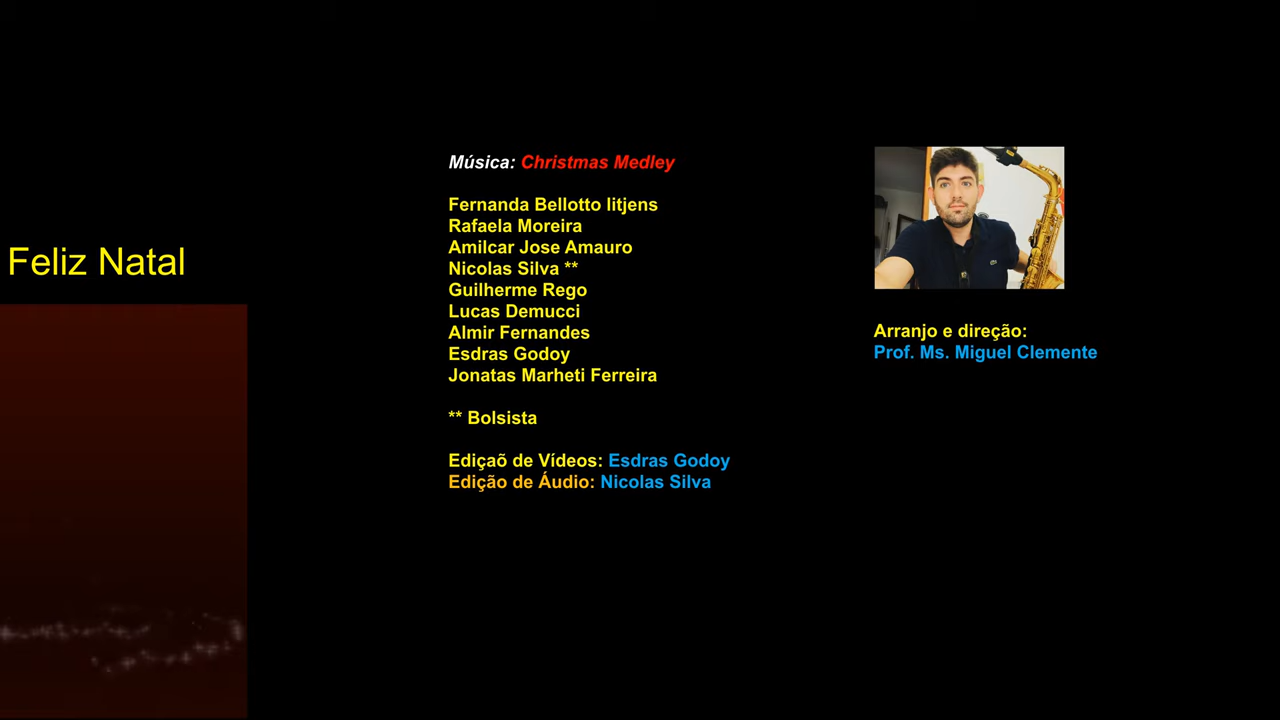 Feliz Natal
Música: Christmas Medley
Fernanda Bellotto Iitjens
Rafaela Moreira
Amilcar Jose Amauro
Nicolas Silva **
Guilherme Rego
Lucas Demucci
Almir Fernandes
Esdras Godoy
Jonatas Marheti Ferreira
** Bolsista
Ediçaõ de Vídeos: Esdras Godoy
Edição de Áudio: Nicolas Silva
Arranjo e direção:
Prof. Ms. Miguel Clemente